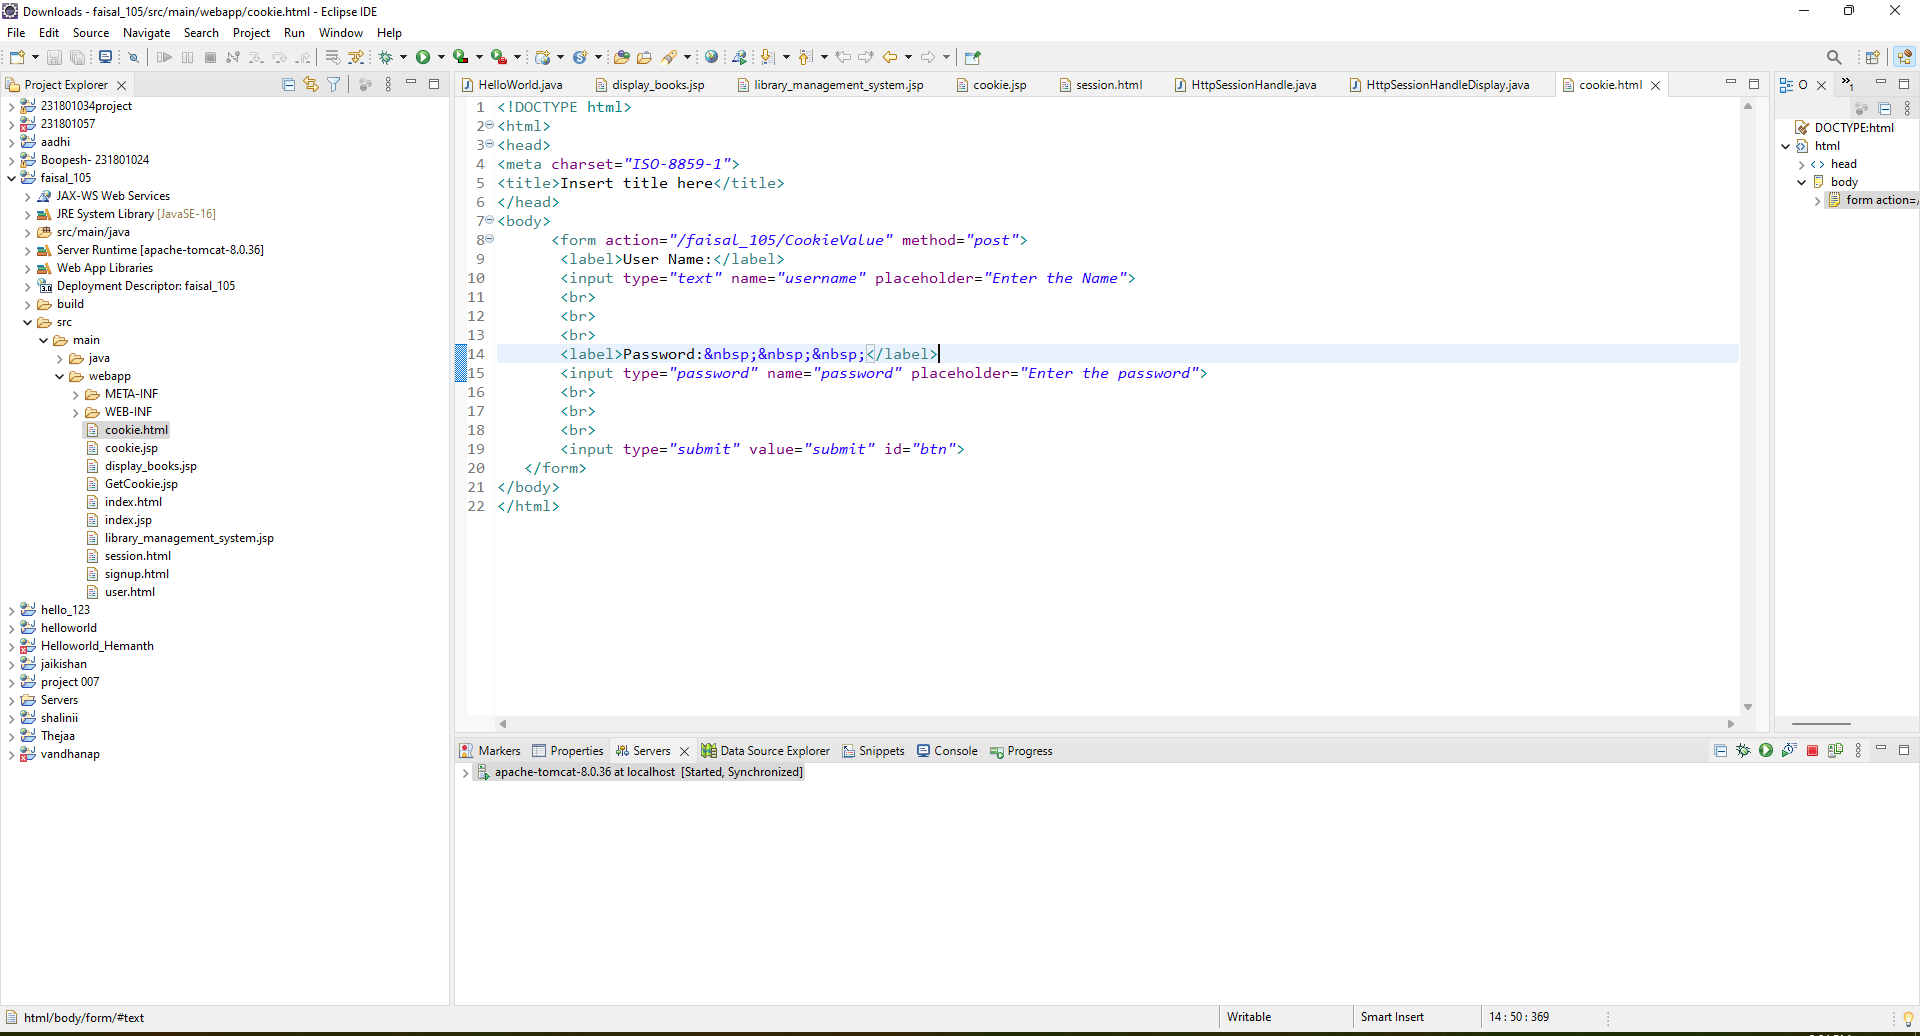 Downloads - faisal_105/src/main/webapp/cookie.html - Eclipse IDE
File Edit Source Navigate Search Project Run Window Help
Project Explorer
231801034project
231801057
aadhi
Boopesh- 231801024
faisal_105
JAX-WS Web Services
JRE System Library [JavaSE-16]
src/main/java
Server Runtime [apache-tomcat-8.0.36]
Web App Libraries
Deployment Descriptor: faisal_105
build
src
main
java
webapp
META-INF
WEB-INF
cookie.html
cookie.jsp
display_books.jsp
GetCookie.jsp
index.html
index.jsp
library_management_system.jsp
session.html
signup.html
user.html
hello_123
helloworld
Helloworld_Hemanth
jaikishan
project 007
Servers
shalinii
Thejaa
vandhanap
HelloWorld.java display_books.jsp library_management_system.jsp cookie.jsp session.html HttpSessionHandle.java HttpSessionHandleDisplay.java cookie.html
1 <!DOCTYPE html>
2 <html>
3 <head>
4 <meta charset="ISO-8859-1">
5 <title>Insert title here</title>
6 </head>
7 <body>
8 <form action="/faisal_105/CookieValue" method="post">
9 <label>User Name:</label>
10 <input type="text" name="username" placeholder="Enter the Name">
11 <br>
12 <br>
13 <br>
14 <label>Password:&nbsp;&nbsp;&nbsp;</label>
15 <input type="password" name="password" placeholder="Enter the password">
16 <br>
17 <br>
18 <br>
19 <input type="submit" value="submit" id="btn">
20 </form>
21 </body>
22 </html>
O
1
DOCTYPE:html
html
head
body
form action=/
Markers Properties Servers Data Source Explorer Snippets Console Progress
apache-tomcat-8.0.36 at localhost [Started, Synchronized]
html/body/form/#text Writable Smart Insert 14 : 50 : 369